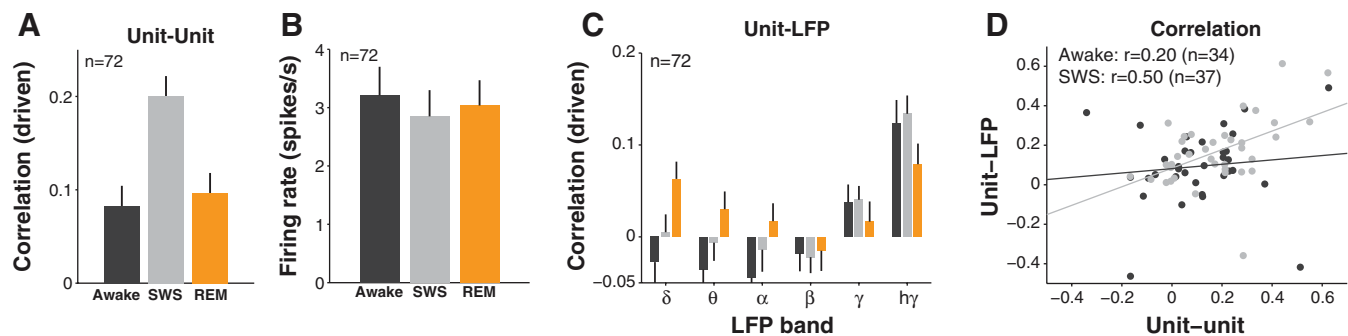 A
Unit-Unit
n=72
Correlation (driven)
0.2
0.1
0
Awake SWS REM
B
n=72
Firing rate (spikes/s)
4
3
2
1
0
Awake SWS REM
C
Unit-LFP
n=72
Correlation (driven)
0.2
0.1
0
−0.05
δ θ α β γ hγ
LFP band
D
Correlation
Awake: r=0.20 (n=34)
SWS: r=0.50 (n=37)
Unit−LFP
0.6
0.4
0.2
0
−0.2
−0.4
−0.4 −0.2 0 0.2 0.4 0.6
Unit−unit